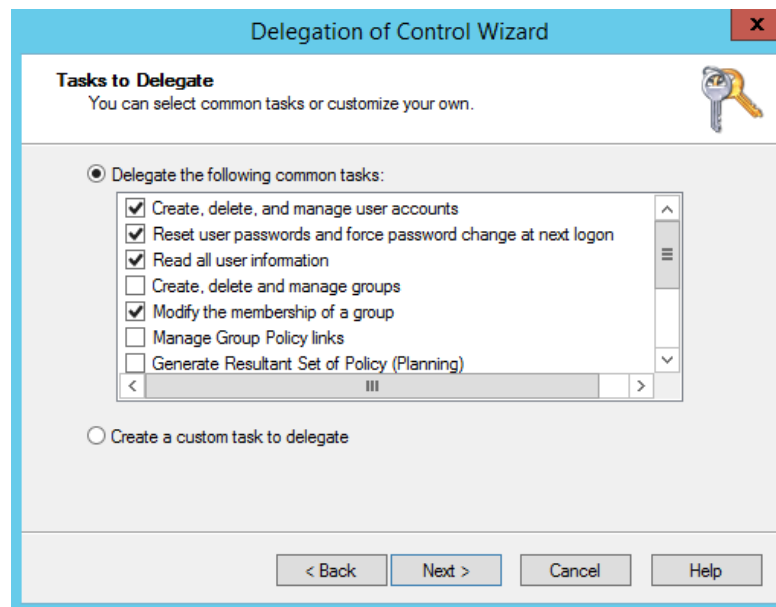 Delegation of Control Wizard
x
Tasks to Delegate
You can select common tasks or customize your own.
Delegate the following common tasks:
Create, delete, and manage user accounts
Reset user passwords and force password change at next logon
Read all user information
Create, delete and manage groups
Modify the membership of a group
Manage Group Policy links
Generate Resultant Set of Policy (Planning)
Create a custom task to delegate
< Back Next > Cancel Help